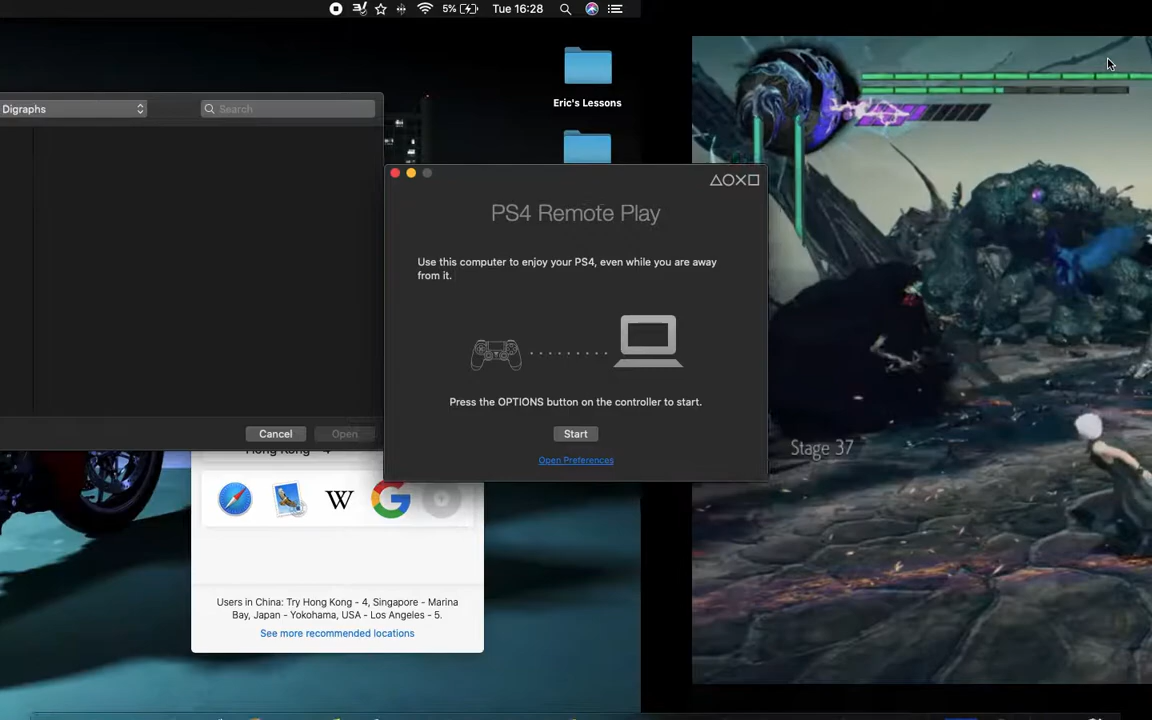 5%
Tue 16:28
Digraphs
Search
Eric's Lessons
PS4 Remote Play
Use this computer to enjoy your PS4, even while you are away
from it.
Press the OPTIONS button on the controller to start.
Start
Open Preferences
Cancel
Open
Hong Kong - 4
W
G
Users in China: Try Hong Kong - 4, Singapore - Marina
Bay, Japan - Yokohama, USA - Los Angeles - 5.
See more recommended locations
Stage 37